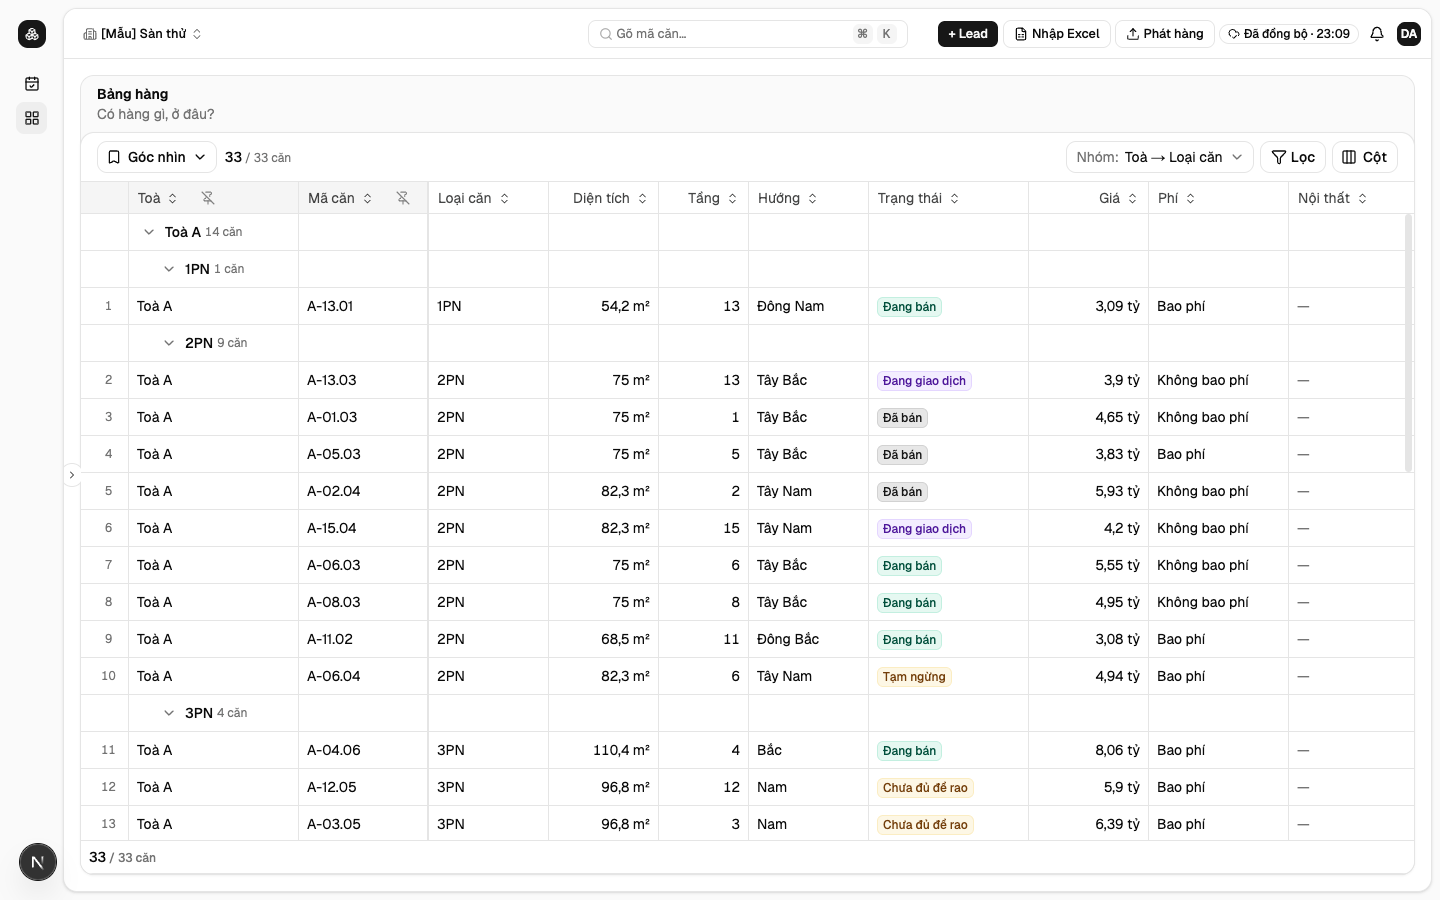 [Mẫu] Sàn thử
Gõ mã căn...
⌘ K
+ Lead
Nhập Excel
Phát hàng
Đã đồng bộ · 23:09
DA
Bảng hàng
Có hàng gì, ở đâu?
Góc nhìn
33 / 33 căn
Nhóm: Toà → Loại căn
Lọc
Cột
Toà Mã căn Loại căn Diện tích Tầng Hướng Trạng thái Giá Phí Nội thất
Toà A 14 căn
1PN 1 căn
1 Toà A A-13.01 1PN 54,2 m² 13 Đông Nam Đang bán 3,09 tỷ Bao phí —
2PN 9 căn
2 Toà A A-13.03 2PN 75 m² 13 Tây Bắc Đang giao dịch 3,9 tỷ Không bao phí —
3 Toà A A-01.03 2PN 75 m² 1 Tây Bắc Đã bán 4,65 tỷ Không bao phí —
4 Toà A A-05.03 2PN 75 m² 5 Tây Bắc Đã bán 3,83 tỷ Bao phí —
5 Toà A A-02.04 2PN 82,3 m² 2 Tây Nam Đã bán 5,93 tỷ Không bao phí —
6 Toà A A-15.04 2PN 82,3 m² 15 Tây Nam Đang giao dịch 4,2 tỷ Không bao phí —
7 Toà A A-06.03 2PN 75 m² 6 Tây Bắc Đang bán 5,55 tỷ Không bao phí —
8 Toà A A-08.03 2PN 75 m² 8 Tây Bắc Đang bán 4,95 tỷ Không bao phí —
9 Toà A A-11.02 2PN 68,5 m² 11 Đông Bắc Đang bán 3,08 tỷ Bao phí —
10 Toà A A-06.04 2PN 82,3 m² 6 Tây Nam Tạm ngừng 4,94 tỷ Bao phí —
3PN 4 căn
11 Toà A A-04.06 3PN 110,4 m² 4 Bắc Đang bán 8,06 tỷ Bao phí —
12 Toà A A-12.05 3PN 96,8 m² 12 Nam Chưa đủ để rao 5,9 tỷ Bao phí —
13 Toà A A-03.05 3PN 96,8 m² 3 Nam Chưa đủ để rao 6,39 tỷ Bao phí —
33 / 33 căn
N